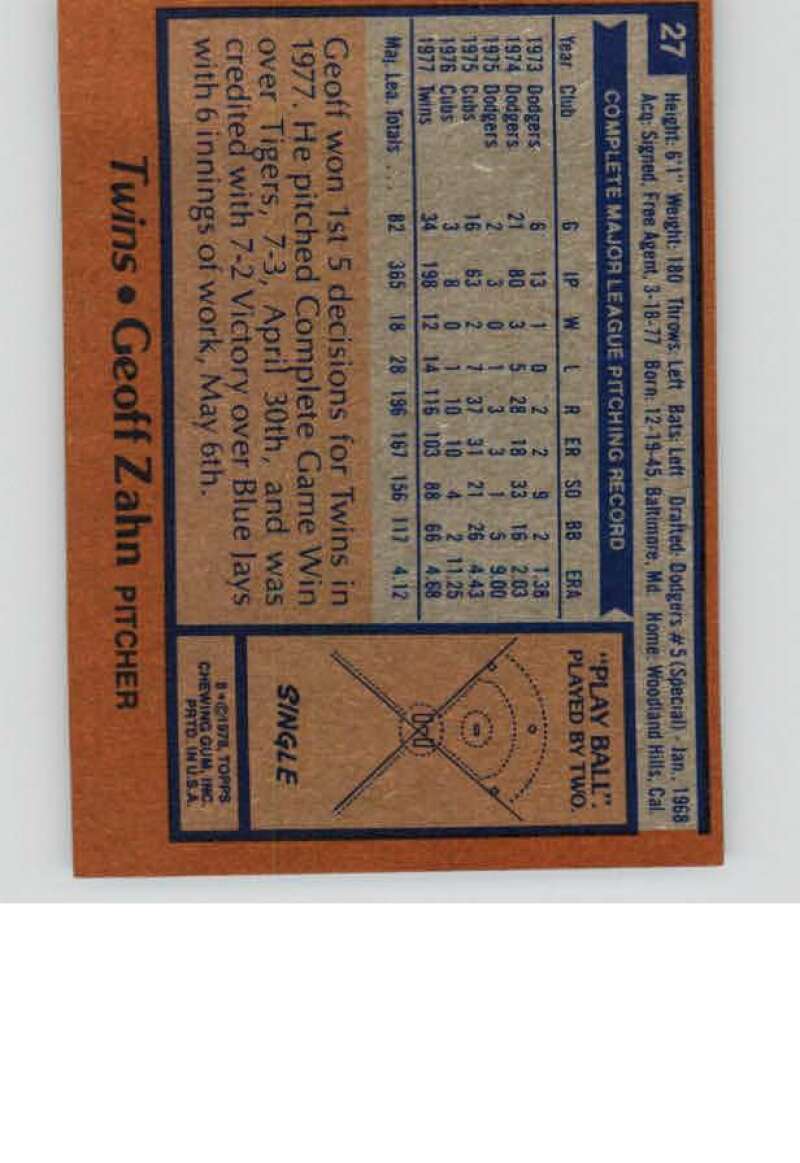 27
Height: 6'1" Weight: 180 Throws: Left Bats: Left Drafted: Dodgers #5 (Special) - Jan., 1968
Acq: Signed, Free Agent, 3-18-77 Born: 12-19-45, Baltimore, Md. Home: Woodland Hills, Cal.
COMPLETE MAJOR LEAGUE PITCHING RECORD
Year Club G IP W L R ER SO BB ERA
1973 Dodgers 6 13 1 0 2 2 9 2 1.38
1974 Dodgers 21 80 3 5 28 18 33 16 2.03
1975 Dodgers 2 3 0 1 3 3 1 5 9.00
1975 Cubs 16 63 2 7 37 31 21 26 4.43
1976 Cubs 3 8 0 1 10 10 4 2 11.25
1977 Twins 34 198 12 14 116 103 88 66 4.68
Maj. Lea. Totals ... 82 365 18 28 196 167 156 117 4.12
Geoff won 1st 5 decisions for Twins in
1977. He pitched Complete Game Win
over Tigers, 7-3, April 30th, and was
credited with 7-2 Victory over Blue Jays
with 6 innings of work, May 6th.
"PLAY BALL".
PLAYED BY TWO.
SINGLE
B•©1978, TOPPS
CHEWING GUM, INC.
PRTD. IN U.S.A.
Twins • Geoff Zahn PITCHER